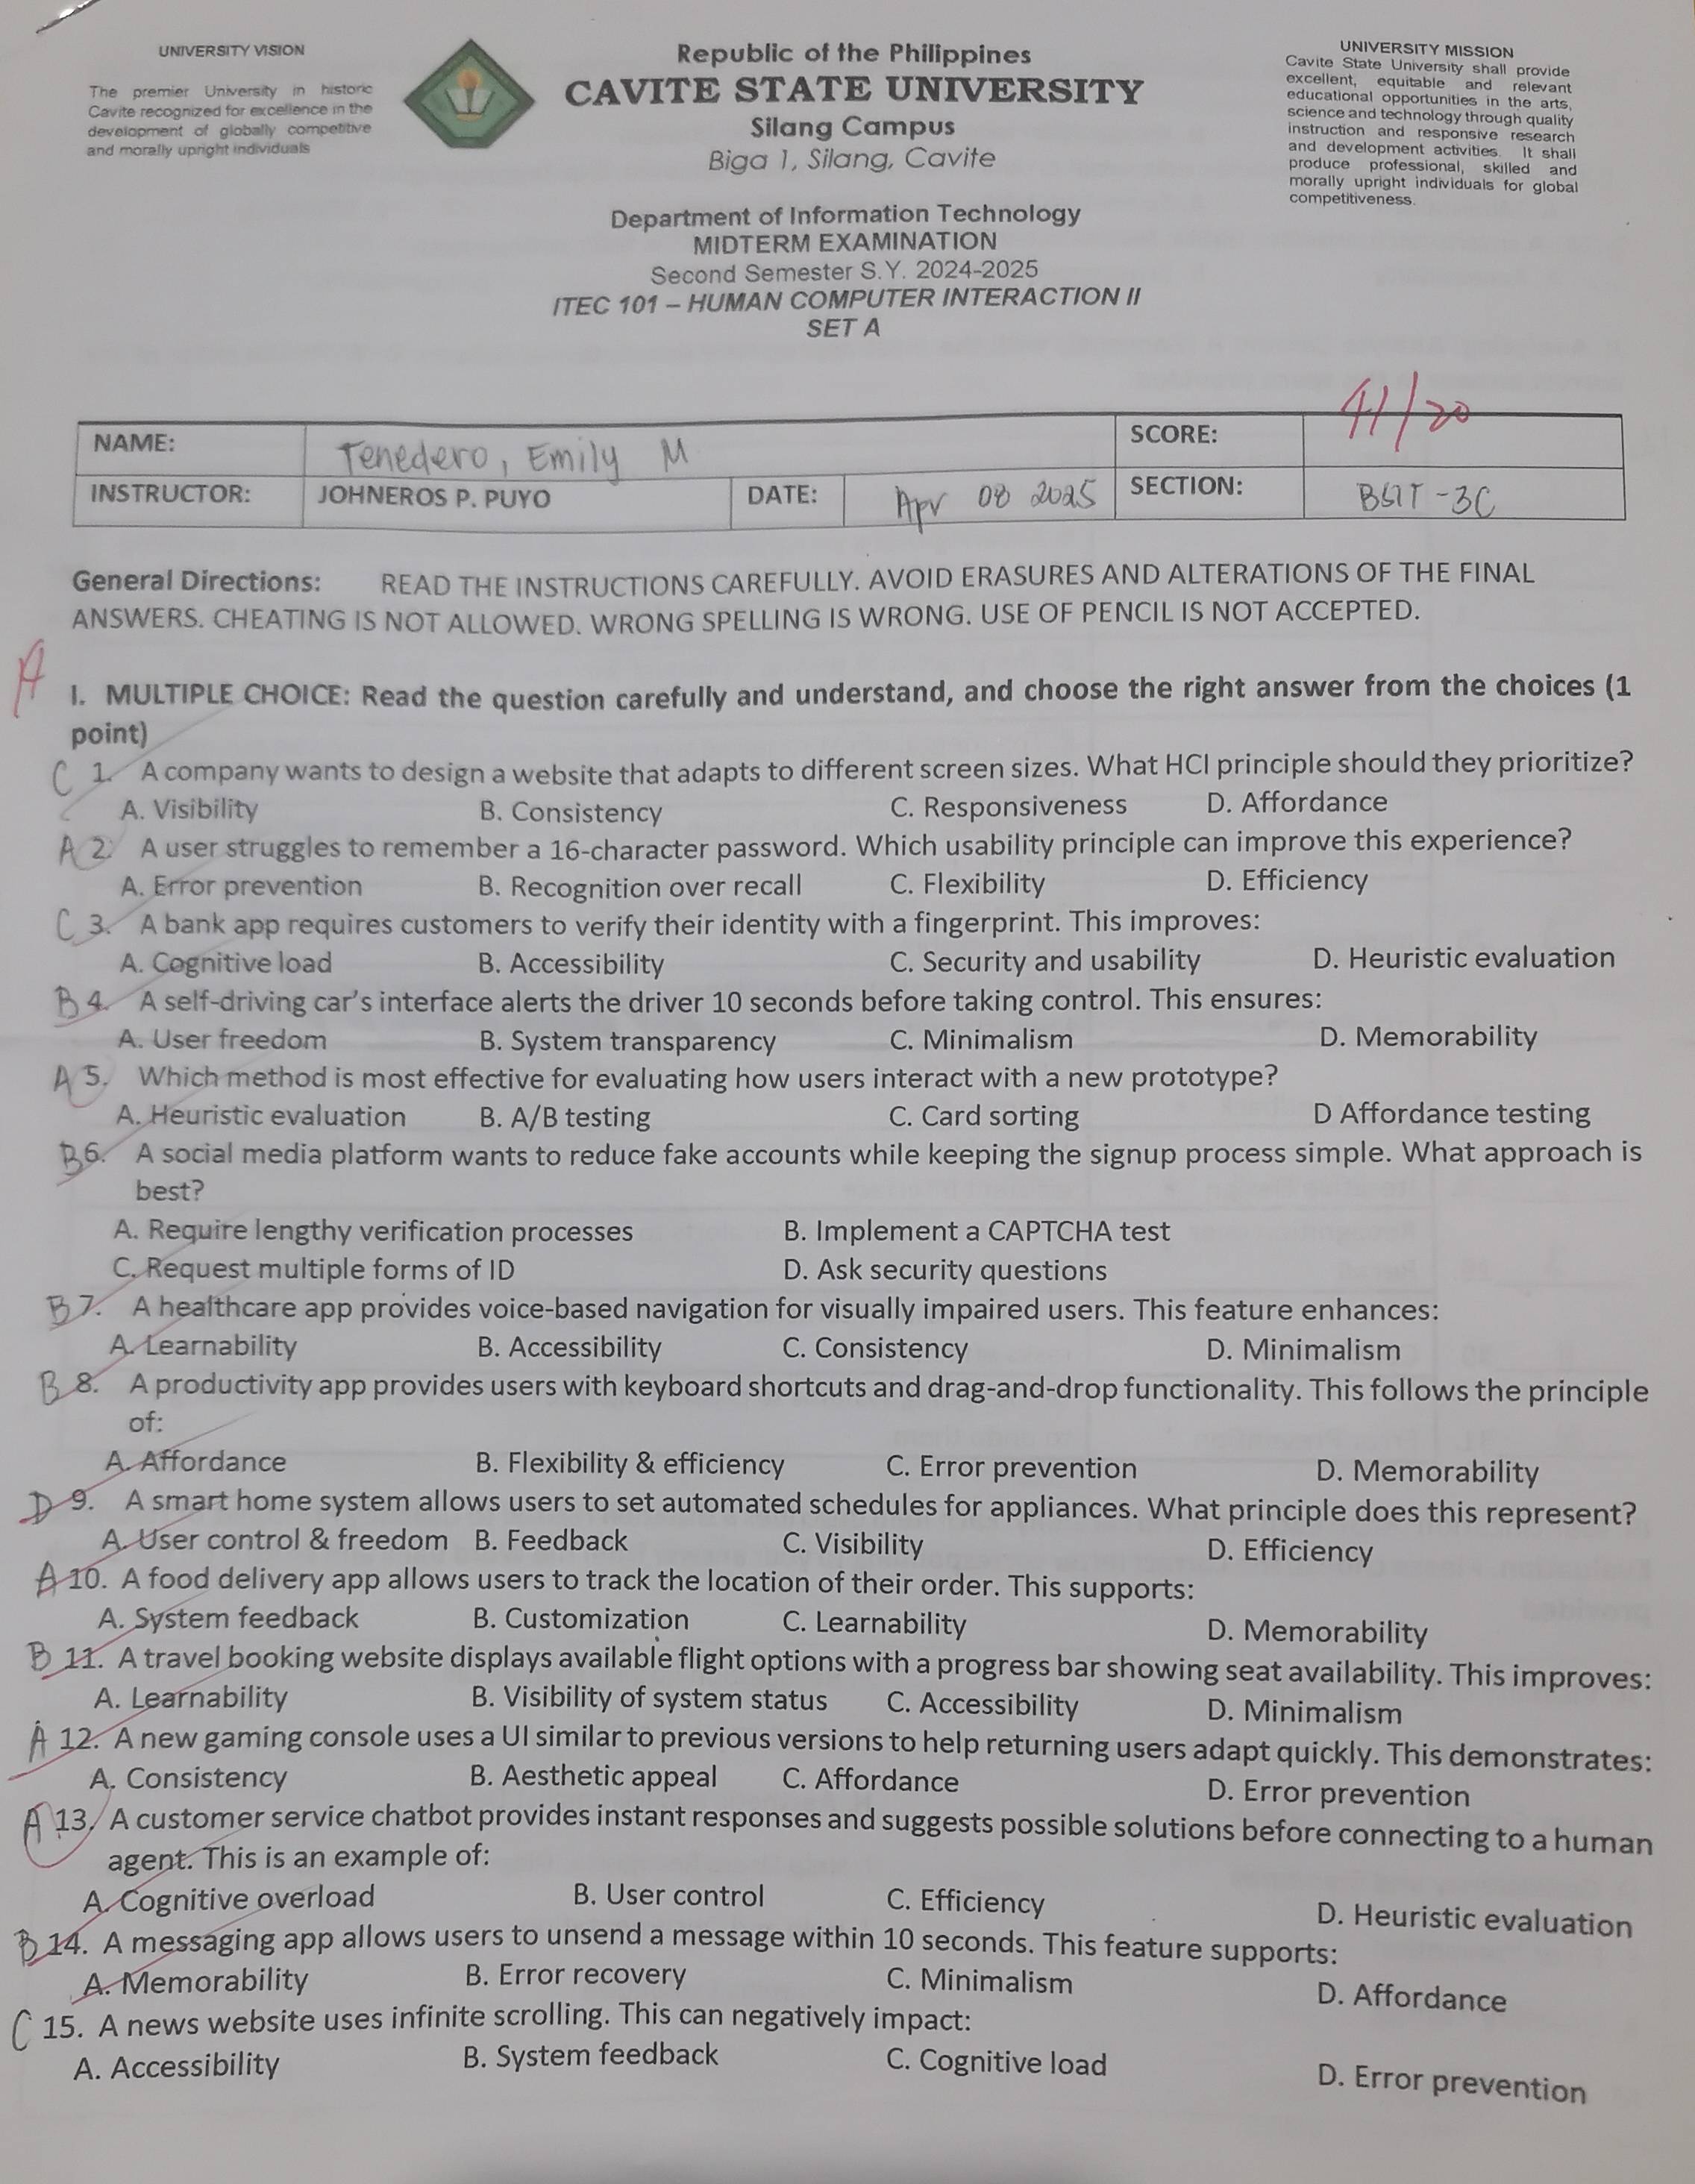 UNIVERSITY VISION
The premier University in historic
Cavite recognized for excellence in the
development of globally competitive
and morally upright individuals
Republic of the Philippines
CAVITE STATE UNIVERSITY
Silang Campus
Biga 1, Silang, Cavite
UNIVERSITY MISSION
Cavite State University shall provide
excellent, equitable and relevant
educational opportunities in the arts,
science and technology through quality
instruction and responsive research
and development activities. It shall
produce professional, skilled and
morally upright individuals for global
competitiveness.
Department of Information Technology
MIDTERM EXAMINATION
Second Semester S.Y. 2024-2025
ITEC 101 – HUMAN COMPUTER INTERACTION II
SET A
NAME: Tenedero, Emily M SCORE: 41/70
INSTRUCTOR: JOHNEROS P. PUYO DATE: Apr 08 2025 SECTION: BSIT-3C
General Directions: READ THE INSTRUCTIONS CAREFULLY. AVOID ERASURES AND ALTERATIONS OF THE FINAL
ANSWERS. CHEATING IS NOT ALLOWED. WRONG SPELLING IS WRONG. USE OF PENCIL IS NOT ACCEPTED.
A
I. MULTIPLE CHOICE: Read the question carefully and understand, and choose the right answer from the choices (1
point)
C 1. A company wants to design a website that adapts to different screen sizes. What HCI principle should they prioritize?
A. Visibility B. Consistency C. Responsiveness D. Affordance
A 2. A user struggles to remember a 16-character password. Which usability principle can improve this experience?
A. Error prevention B. Recognition over recall C. Flexibility D. Efficiency
C 3. A bank app requires customers to verify their identity with a fingerprint. This improves:
A. Cognitive load B. Accessibility C. Security and usability D. Heuristic evaluation
B 4. A self-driving car's interface alerts the driver 10 seconds before taking control. This ensures:
A. User freedom B. System transparency C. Minimalism D. Memorability
A 5. Which method is most effective for evaluating how users interact with a new prototype?
A. Heuristic evaluation B. A/B testing C. Card sorting D Affordance testing
B 6. A social media platform wants to reduce fake accounts while keeping the signup process simple. What approach is
best?
A. Require lengthy verification processes B. Implement a CAPTCHA test
C. Request multiple forms of ID D. Ask security questions
B 7. A healthcare app provides voice-based navigation for visually impaired users. This feature enhances:
A. Learnability B. Accessibility C. Consistency D. Minimalism
B 8. A productivity app provides users with keyboard shortcuts and drag-and-drop functionality. This follows the principle
of:
A. Affordance B. Flexibility & efficiency C. Error prevention D. Memorability
D 9. A smart home system allows users to set automated schedules for appliances. What principle does this represent?
A. User control & freedom B. Feedback C. Visibility D. Efficiency
A 10. A food delivery app allows users to track the location of their order. This supports:
A. System feedback B. Customization C. Learnability D. Memorability
B 11. A travel booking website displays available flight options with a progress bar showing seat availability. This improves:
A. Learnability B. Visibility of system status C. Accessibility D. Minimalism
A 12. A new gaming console uses a UI similar to previous versions to help returning users adapt quickly. This demonstrates:
A. Consistency B. Aesthetic appeal C. Affordance D. Error prevention
A 13. A customer service chatbot provides instant responses and suggests possible solutions before connecting to a human
agent. This is an example of:
A. Cognitive overload B. User control C. Efficiency D. Heuristic evaluation
B 14. A messaging app allows users to unsend a message within 10 seconds. This feature supports:
A. Memorability B. Error recovery C. Minimalism D. Affordance
C 15. A news website uses infinite scrolling. This can negatively impact:
A. Accessibility B. System feedback C. Cognitive load D. Error prevention